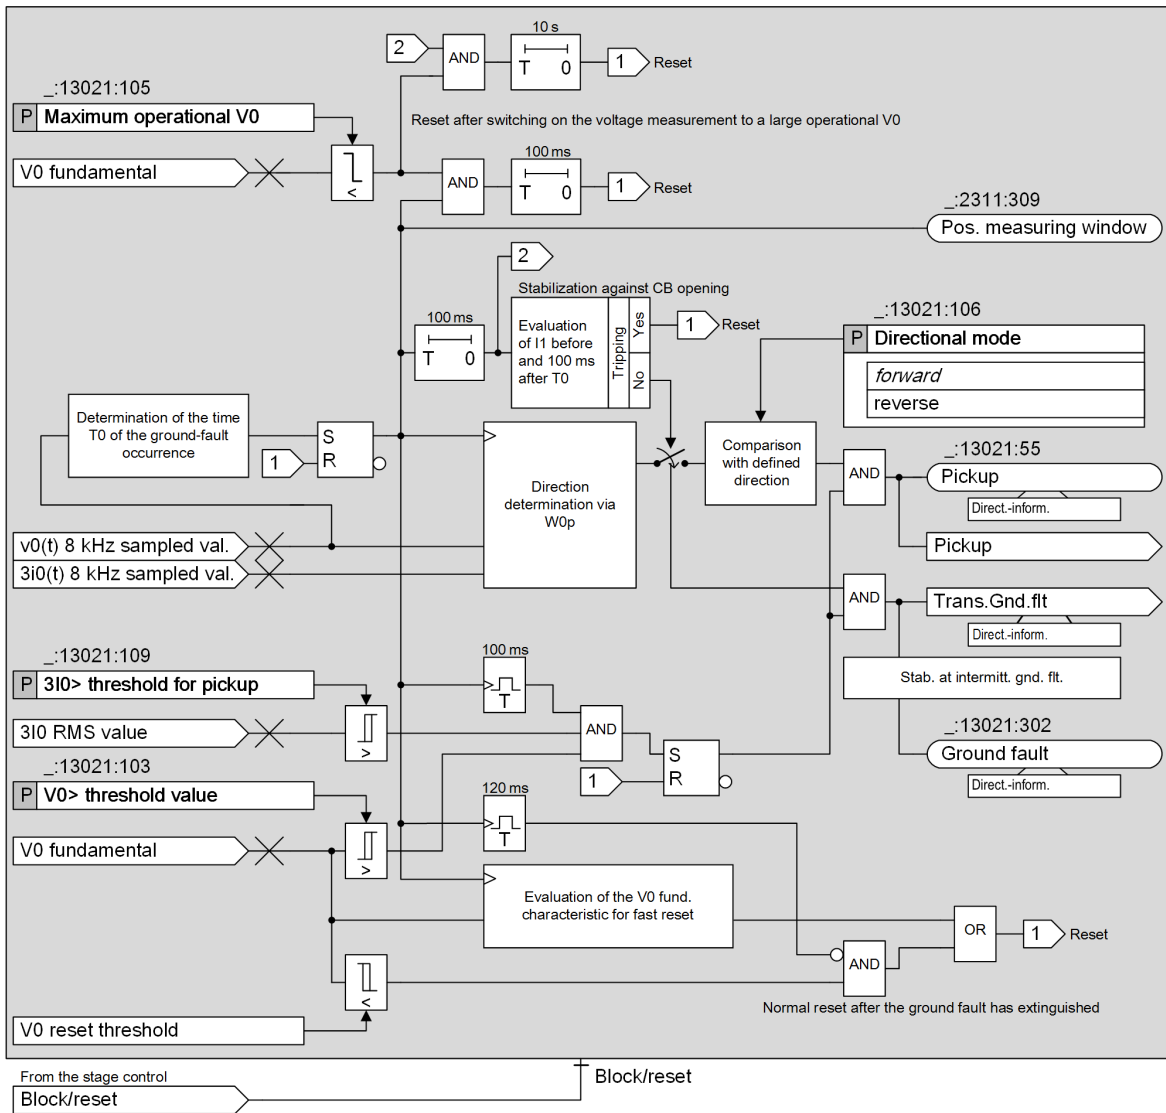 10 s
2
AND
T 0
1
Reset
_:13021:105
P Maximum operational V0
Reset after switching on the voltage measurement to a large operational V0
V0 fundamental
<
100 ms
AND
T 0
1
Reset
_:2311:309
Pos. measuring window
2
Stabilization against CB opening
100 ms
T 0
Evaluation
of I1 before
and 100 ms
after T0
Tripping
Yes
No
1
Reset
_:13021:106
P Directional mode
forward
reverse
Determination of the time
T0 of the ground-fault
occurrence
S
R
1
Direction
determination via
W0p
Comparison
with defined
direction
AND
_:13021:55
Pickup
Direct.-inform.
Pickup
v0(t) 8 kHz sampled val.
3i0(t) 8 kHz sampled val.
AND
Trans.Gnd.flt
Direct.-inform.
Stab. at intermitt. gnd. flt.
_:13021:302
Ground fault
Direct.-inform.
_:13021:109
P 3I0> threshold for pickup
3I0 RMS value
>
100 ms
T
AND
S
R
1
_:13021:103
P V0> threshold value
V0 fundamental
>
120 ms
T
Evaluation of the V0 fund.
characteristic for fast reset
OR
1
Reset
AND
<
Normal reset after the ground fault has extinguished
V0 reset threshold
From the stage control
Block/reset
Block/reset